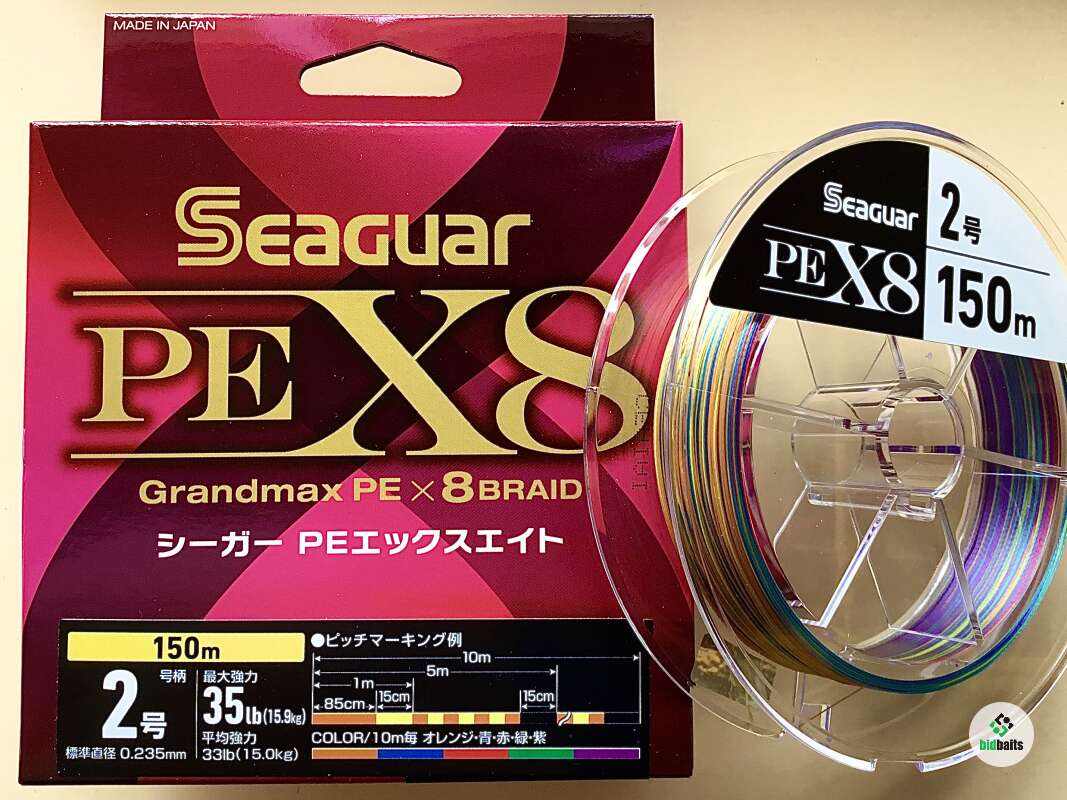 MADE IN JAPAN
Seaguar
PE X8
Grandmax PE × 8 BRAID
シーガー PEエックスエイト
150m
2号
号柄
標準直径 0.235mm
最大強力
35lb(15.9kg)
平均強力
33lb(15.0kg)
●ピッチマーキング例
10m
5m
1m
15cm
15cm
85cm
COLOR/10m毎 オレンジ・青・赤・緑・紫
Seaguar
PE X8
2号
150m
bidbaits